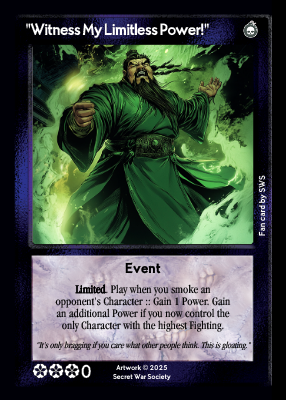 "Witness My Limitless Power!"
Fan card by SWS
Event
Limited. Play when you smoke an
opponent's Character :: Gain 1 Power. Gain
an additional Power if you now control the
only Character with the highest Fighting.
"It's only bragging if you care what other people think. This is gloating."
0
Artwork © 2025
Secret War Society